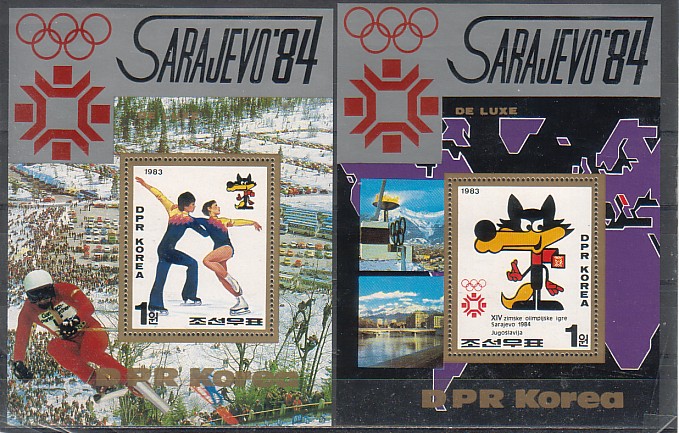 SARAJEVO '84
1983
DPR KOREA
1원
조선우표
DPR Korea
SARAJEVO '84
DE LUXE
1983
DPR KOREA
XIV zimske olimpijske igre
Sarajevo 1984
Jugoslavija
1원
조선우표
DPR Korea